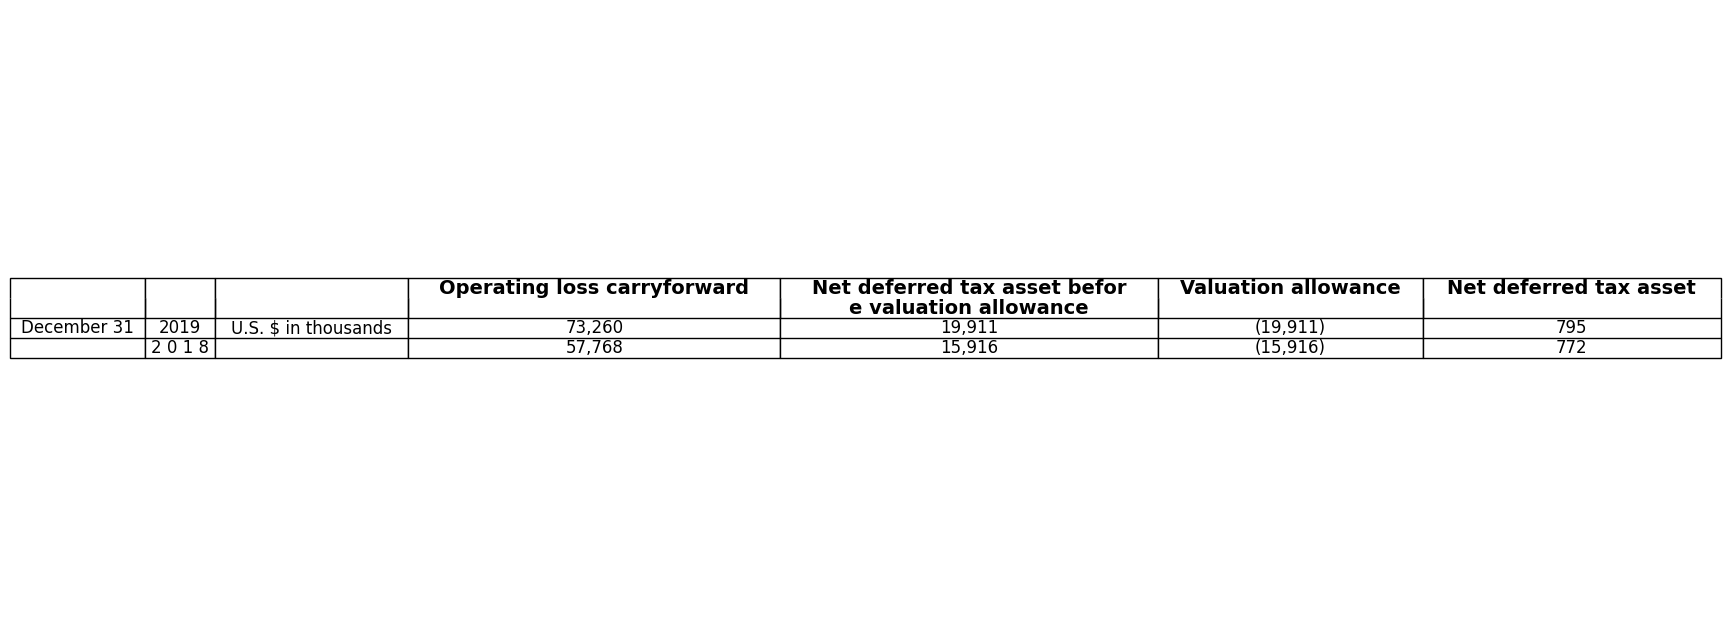 Operating loss carryforward Net deferred tax asset befor Valuation allowance Net deferred tax asset
e valuation allowance
December 31 2019 U.S. $ in thousands 73,260 19,911 (19,911) 795
2 0 1 8 57,768 15,916 (15,916) 772